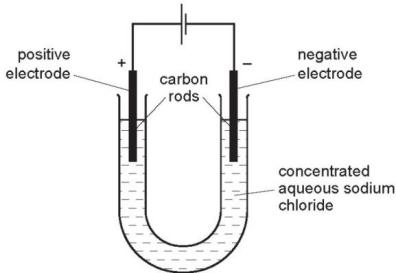 positive
electrode
+
carbon
rods
–
negative
electrode
concentrated
aqueous sodium
chloride